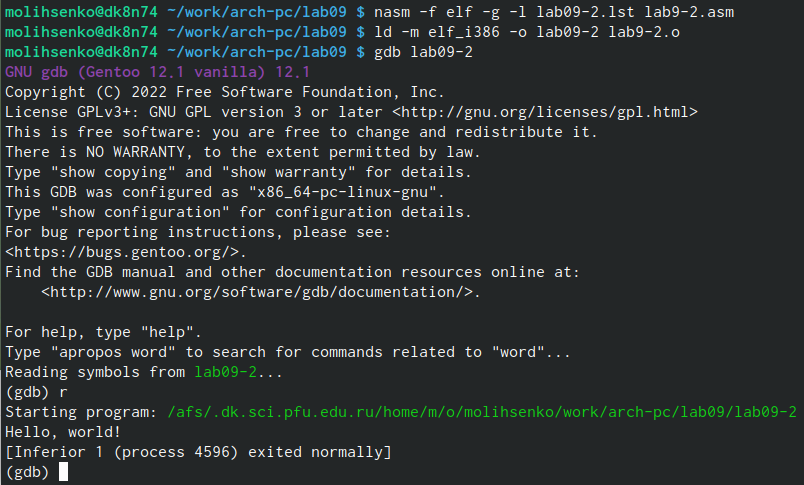 molihsenko@dk8n74 ~/work/arch-pc/lab09 $ nasm -f elf -g -l lab09-2.lst lab9-2.asm
molihsenko@dk8n74 ~/work/arch-pc/lab09 $ ld -m elf_i386 -o lab09-2 lab9-2.o
molihsenko@dk8n74 ~/work/arch-pc/lab09 $ gdb lab09-2
GNU gdb (Gentoo 12.1 vanilla) 12.1
Copyright (C) 2022 Free Software Foundation, Inc.
License GPLv3+: GNU GPL version 3 or later <http://gnu.org/licenses/gpl.html>
This is free software: you are free to change and redistribute it.
There is NO WARRANTY, to the extent permitted by law.
Type "show copying" and "show warranty" for details.
This GDB was configured as "x86_64-pc-linux-gnu".
Type "show configuration" for configuration details.
For bug reporting instructions, please see:
<https://bugs.gentoo.org/>.
Find the GDB manual and other documentation resources online at:
    <http://www.gnu.org/software/gdb/documentation/>.

For help, type "help".
Type "apropos word" to search for commands related to "word"...
Reading symbols from lab09-2...
(gdb) r
Starting program: /afs/.dk.sci.pfu.edu.ru/home/m/o/molihsenko/work/arch-pc/lab09/lab09-2
Hello, world!
[Inferior 1 (process 4596) exited normally]
(gdb)